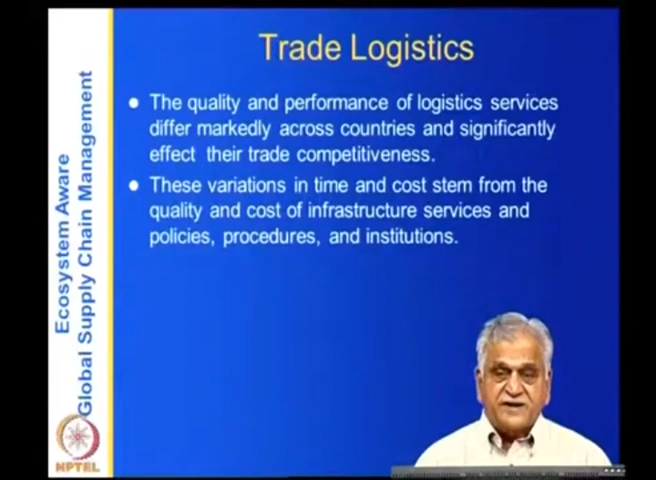 Trade Logistics
● The quality and performance of logistics services
differ markedly across countries and significantly
effect their trade competitiveness.
● These variations in time and cost stem from the
quality and cost of infrastructure services and
policies, procedures, and institutions.
Ecosystem Aware
Global Supply Chain Management
NPTEL